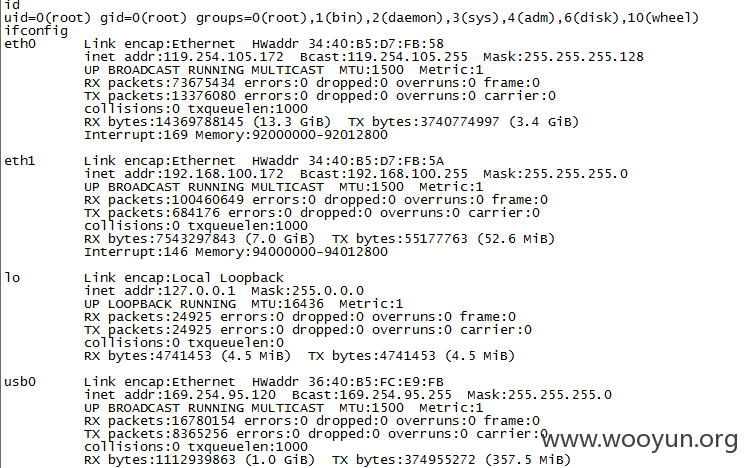 id
uid=0(root) gid=0(root) groups=0(root),1(bin),2(daemon),3(sys),4(adm),6(disk),10(wheel)
ifconfig
eth0 Link encap:Ethernet HWaddr 34:40:B5:D7:FB:58
inet addr:119.254.105.172 Bcast:119.254.105.255 Mask:255.255.255.128
UP BROADCAST RUNNING MULTICAST MTU:1500 Metric:1
RX packets:73675434 errors:0 dropped:0 overruns:0 frame:0
TX packets:13376080 errors:0 dropped:0 overruns:0 carrier:0
collisions:0 txqueuelen:1000
RX bytes:14369788145 (13.3 GiB) TX bytes:3740774997 (3.4 GiB)
Interrupt:169 Memory:92000000-92012800
eth1 Link encap:Ethernet HWaddr 34:40:B5:D7:FB:5A
inet addr:192.168.100.172 Bcast:192.168.100.255 Mask:255.255.255.0
UP BROADCAST RUNNING MULTICAST MTU:1500 Metric:1
RX packets:100460649 errors:0 dropped:0 overruns:0 frame:0
TX packets:684176 errors:0 dropped:0 overruns:0 carrier:0
collisions:0 txqueuelen:1000
RX bytes:7543297843 (7.0 GiB) TX bytes:55177763 (52.6 MiB)
Interrupt:146 Memory:94000000-94012800
lo Link encap:Local Loopback
inet addr:127.0.0.1 Mask:255.0.0.0
UP LOOPBACK RUNNING MTU:16436 Metric:1
RX packets:24925 errors:0 dropped:0 overruns:0 frame:0
TX packets:24925 errors:0 dropped:0 overruns:0 carrier:0
collisions:0 txqueuelen:0
RX bytes:4741453 (4.5 MiB) TX bytes:4741453 (4.5 MiB)
usb0 Link encap:Ethernet HWaddr 36:40:B5:FC:E9:FB
inet addr:169.254.95.120 Bcast:169.254.95.255 Mask:255.255.255.0
UP BROADCAST RUNNING MULTICAST MTU:1500 Metric:1
RX packets:16780154 errors:0 dropped:0 overruns:0 frame:0
TX packets:8365256 errors:0 dropped:0 overruns:0 carrier:0
collisions:0 txqueuelen:1000
RX bytes:1112939863 (1.0 GiB) TX bytes:374955272 (357.5 MiB)
www.wooyun.org